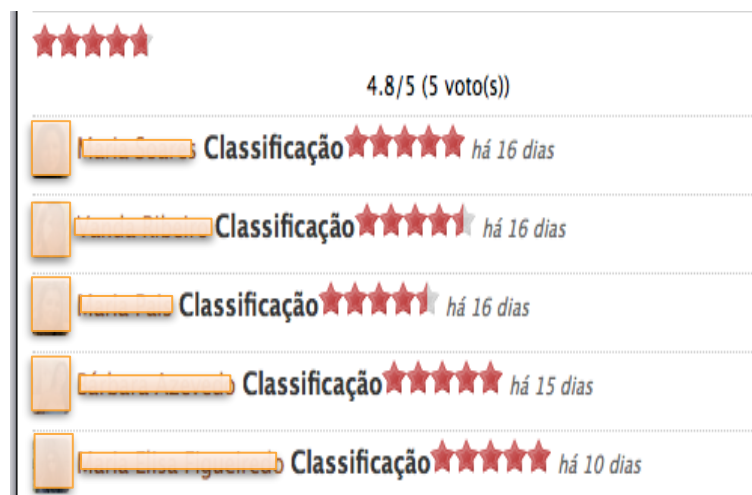 4.8/5 (5 voto(s))
Classificação há 16 dias
Classificação há 16 dias
Classificação há 16 dias
Classificação há 15 dias
Classificação há 10 dias